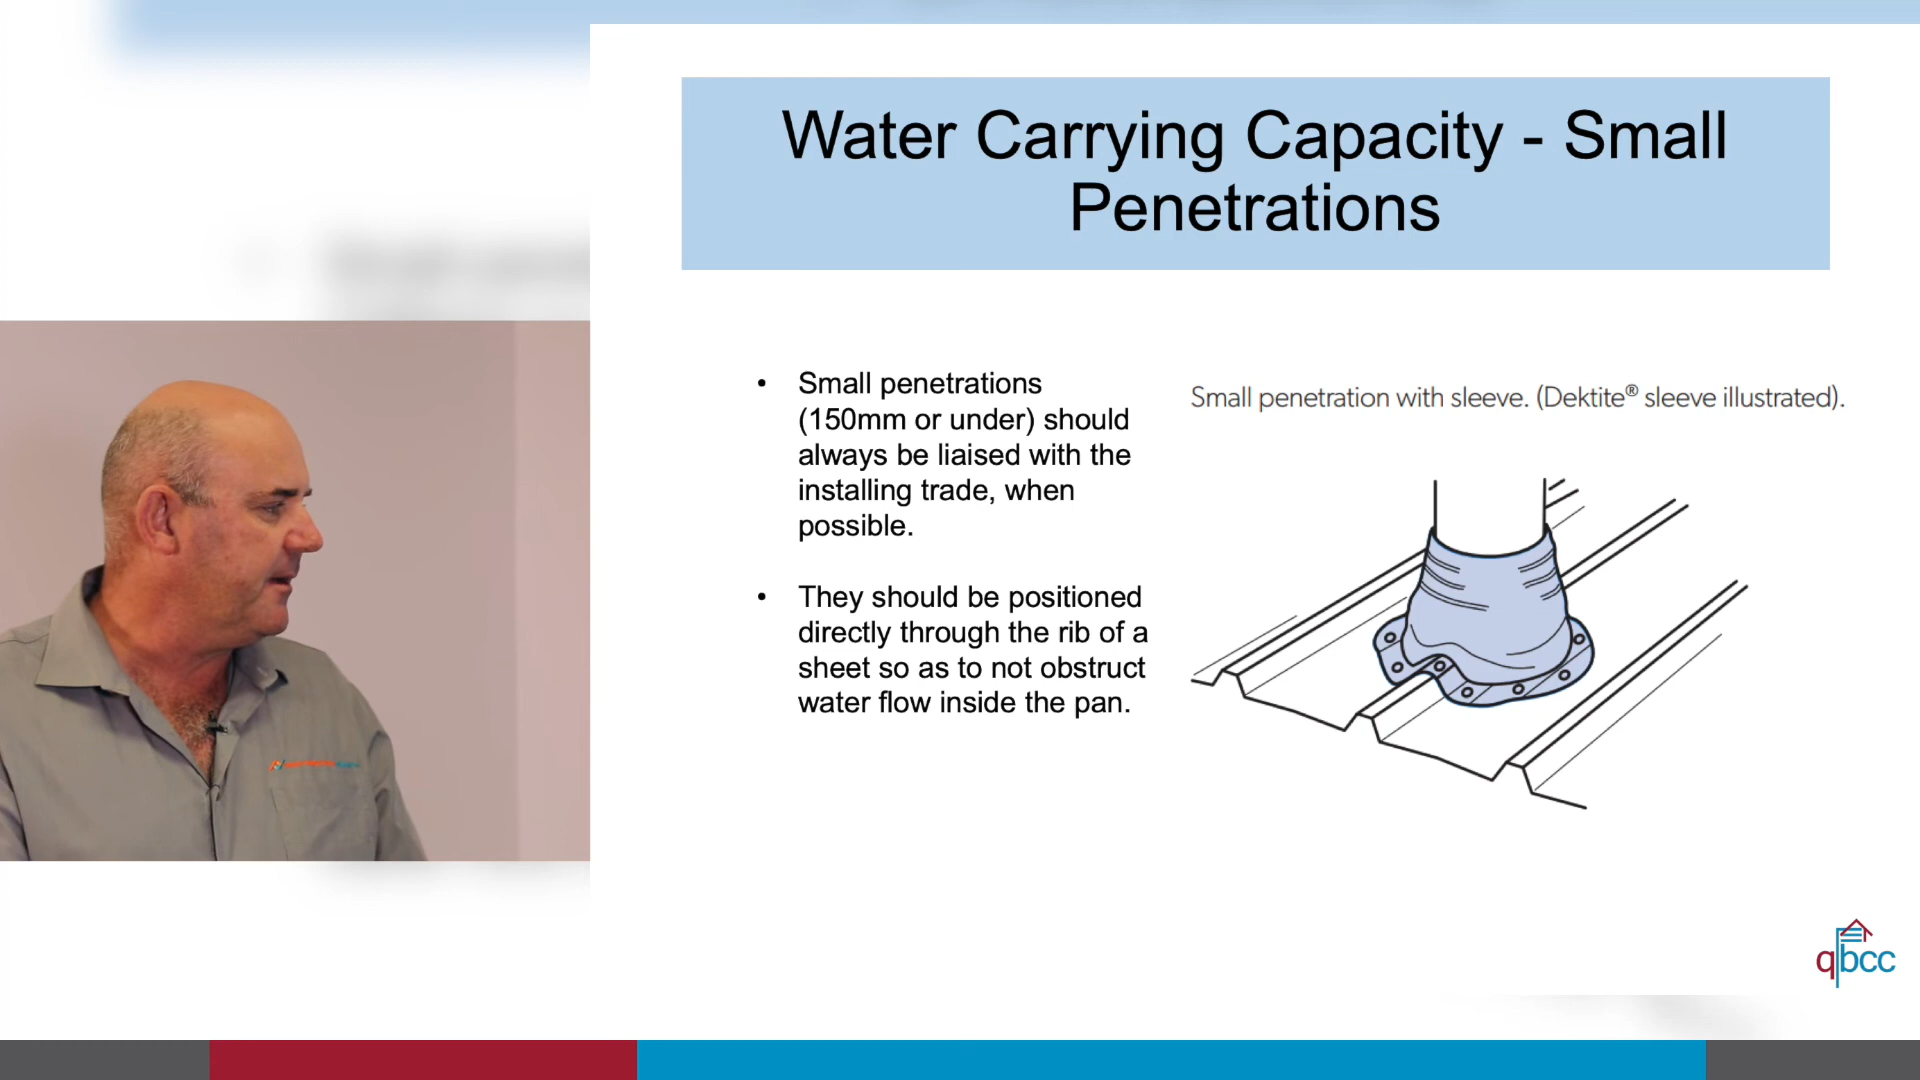 Water Carrying Capacity - Small
Penetrations
• Small penetrations
(150mm or under) should
always be liaised with the
installing trade, when
possible.
• They should be positioned
directly through the rib of a
sheet so as to not obstruct
water flow inside the pan.
Small penetration with sleeve. (Dektite® sleeve illustrated).
qbcc